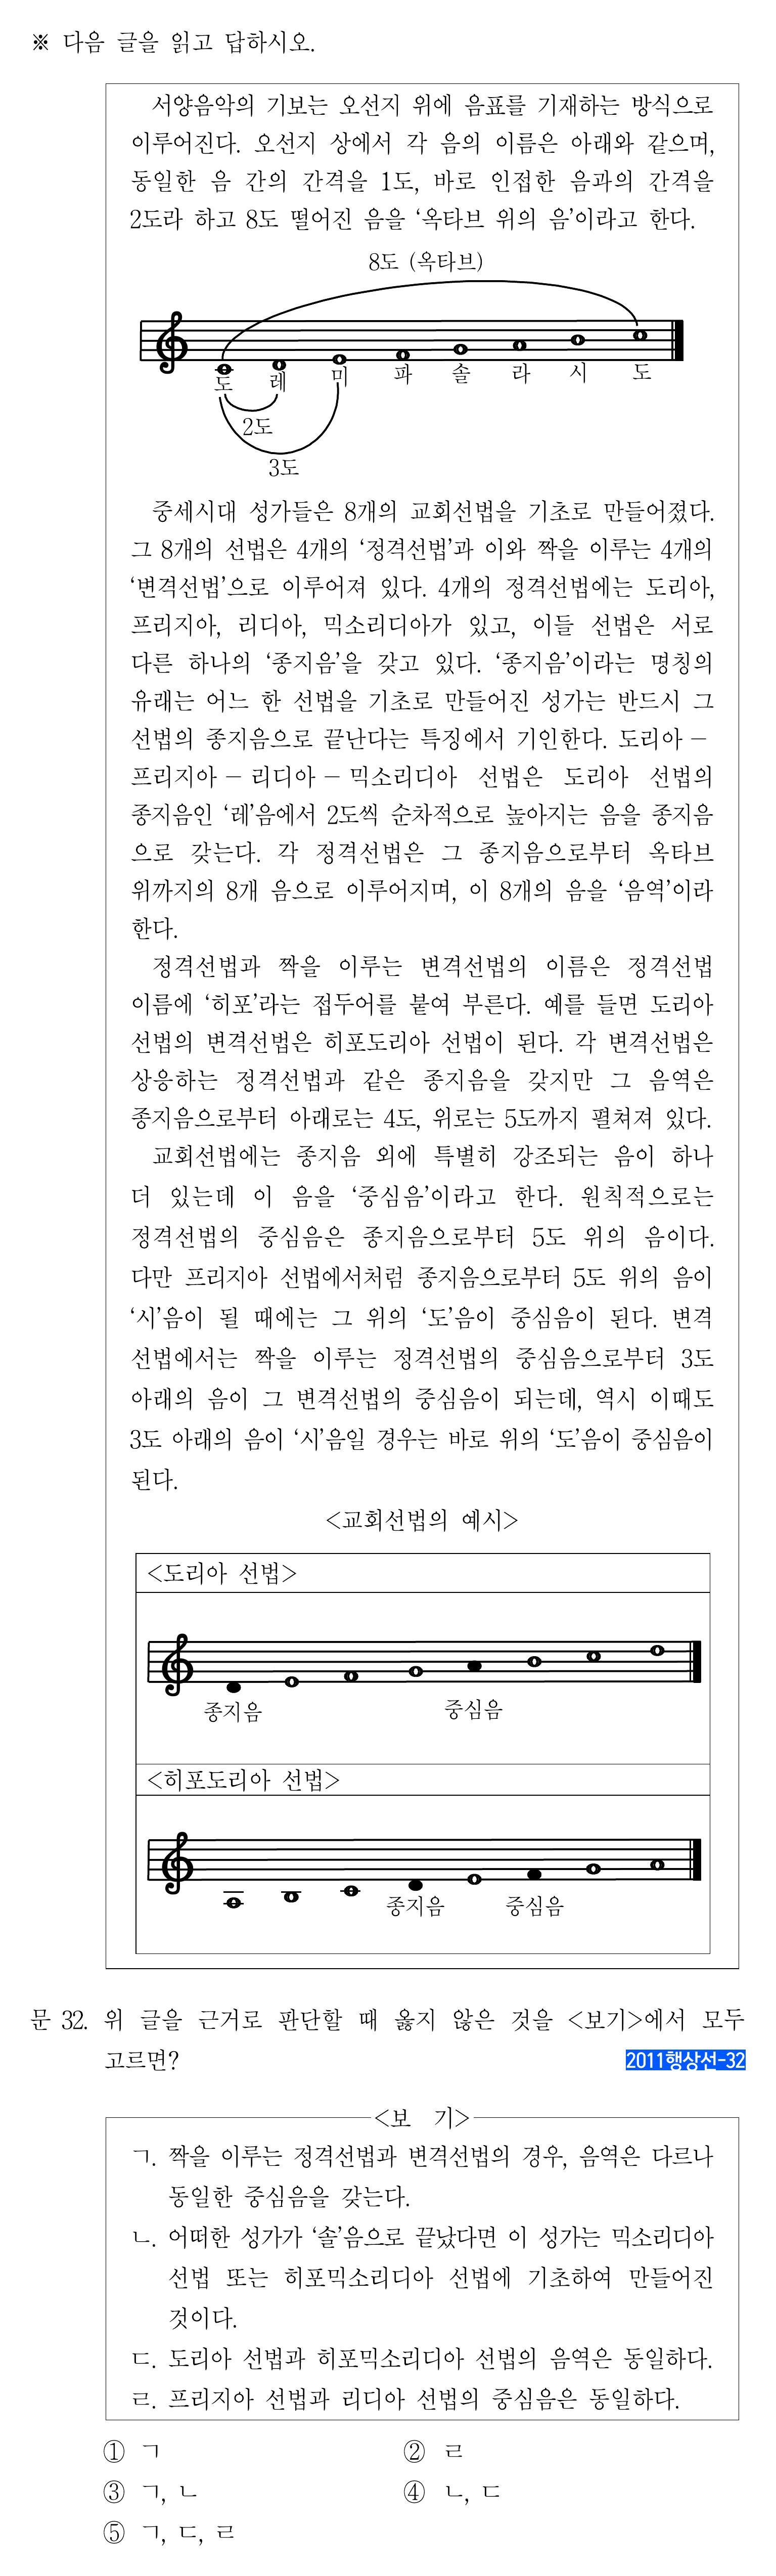 ※ 다음 글을 읽고 답하시오.
서양음악의 기보는 오선지 위에 음표를 기재하는 방식으로
이루어진다. 오선지 상에서 각 음의 이름은 아래와 같으며,
동일한 음 간의 간격을 1도, 바로 인접한 음과의 간격을
2도라 하고 8도 떨어진 음을 ‘옥타브 위의 음’이라고 한다.
8도 (옥타브)
도 레 미 파 솔 라 시 도
2도
3도
중세시대 성가들은 8개의 교회선법을 기초로 만들어졌다.
그 8개의 선법은 4개의 ‘정격선법’과 이와 짝을 이루는 4개의
‘변격선법’으로 이루어져 있다. 4개의 정격선법에는 도리아,
프리지아, 리디아, 믹소리디아가 있고, 이들 선법은 서로
다른 하나의 ‘종지음’을 갖고 있다. ‘종지음’이라는 명칭의
유래는 어느 한 선법을 기초로 만들어진 성가는 반드시 그
선법의 종지음으로 끝난다는 특징에서 기인한다. 도리아－
프리지아－리디아－믹소리디아 선법은 도리아 선법의
종지음인 ‘레’음에서 2도씩 순차적으로 높아지는 음을 종지음
으로 갖는다. 각 정격선법은 그 종지음으로부터 옥타브
위까지의 8개 음으로 이루어지며, 이 8개의 음을 ‘음역’이라
한다.
정격선법과 짝을 이루는 변격선법의 이름은 정격선법
이름에 ‘히포’라는 접두어를 붙여 부른다. 예를 들면 도리아
선법의 변격선법은 히포도리아 선법이 된다. 각 변격선법은
상응하는 정격선법과 같은 종지음을 갖지만 그 음역은
종지음으로부터 아래로는 4도, 위로는 5도까지 펼쳐져 있다.
교회선법에는 종지음 외에 특별히 강조되는 음이 하나
더 있는데 이 음을 ‘중심음’이라고 한다. 원칙적으로는
정격선법의 중심음은 종지음으로부터 5도 위의 음이다.
다만 프리지아 선법에서처럼 종지음으로부터 5도 위의 음이
‘시’음이 될 때에는 그 위의 ‘도’음이 중심음이 된다. 변격
선법에서는 짝을 이루는 정격선법의 중심음으로부터 3도
아래의 음이 그 변격선법의 중심음이 되는데, 역시 이때도
3도 아래의 음이 ‘시’음일 경우는 바로 위의 ‘도’음이 중심음이
된다.
<교회선법의 예시>
<도리아 선법>
종지음 중심음
<히포도리아 선법>
종지음 중심음
문 32. 위 글을 근거로 판단할 때 옳지 않은 것을 <보기>에서 모두
고르면? 2011행상선-32
<보 기>
ㄱ. 짝을 이루는 정격선법과 변격선법의 경우, 음역은 다르나
동일한 중심음을 갖는다.
ㄴ. 어떠한 성가가 ‘솔’음으로 끝났다면 이 성가는 믹소리디아
선법 또는 히포믹소리디아 선법에 기초하여 만들어진
것이다.
ㄷ. 도리아 선법과 히포믹소리디아 선법의 음역은 동일하다.
ㄹ. 프리지아 선법과 리디아 선법의 중심음은 동일하다.
① ㄱ ② ㄹ
③ ㄱ, ㄴ ④ ㄴ, ㄷ
⑤ ㄱ, ㄷ, ㄹ